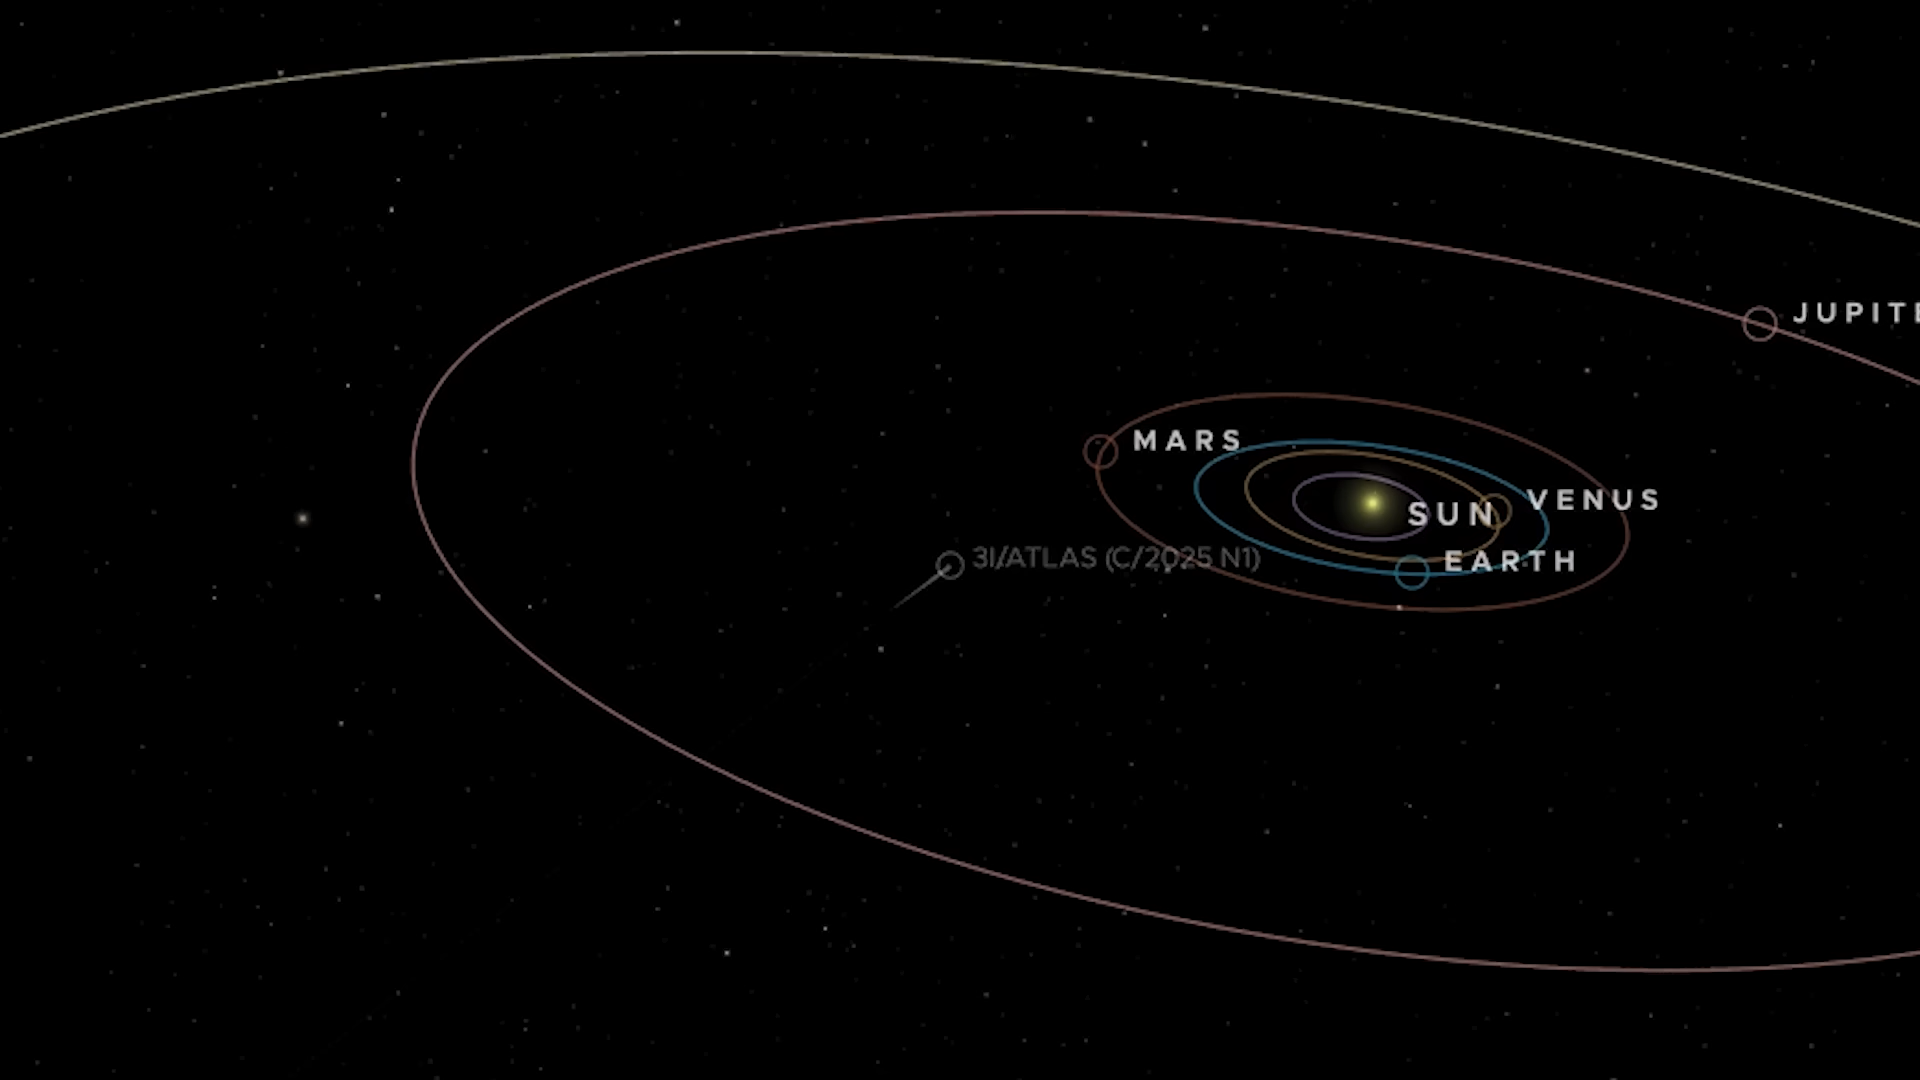 JUPITE
MARS
VENUS
SUN
3I/ATLAS (C/2025 N1)
EARTH